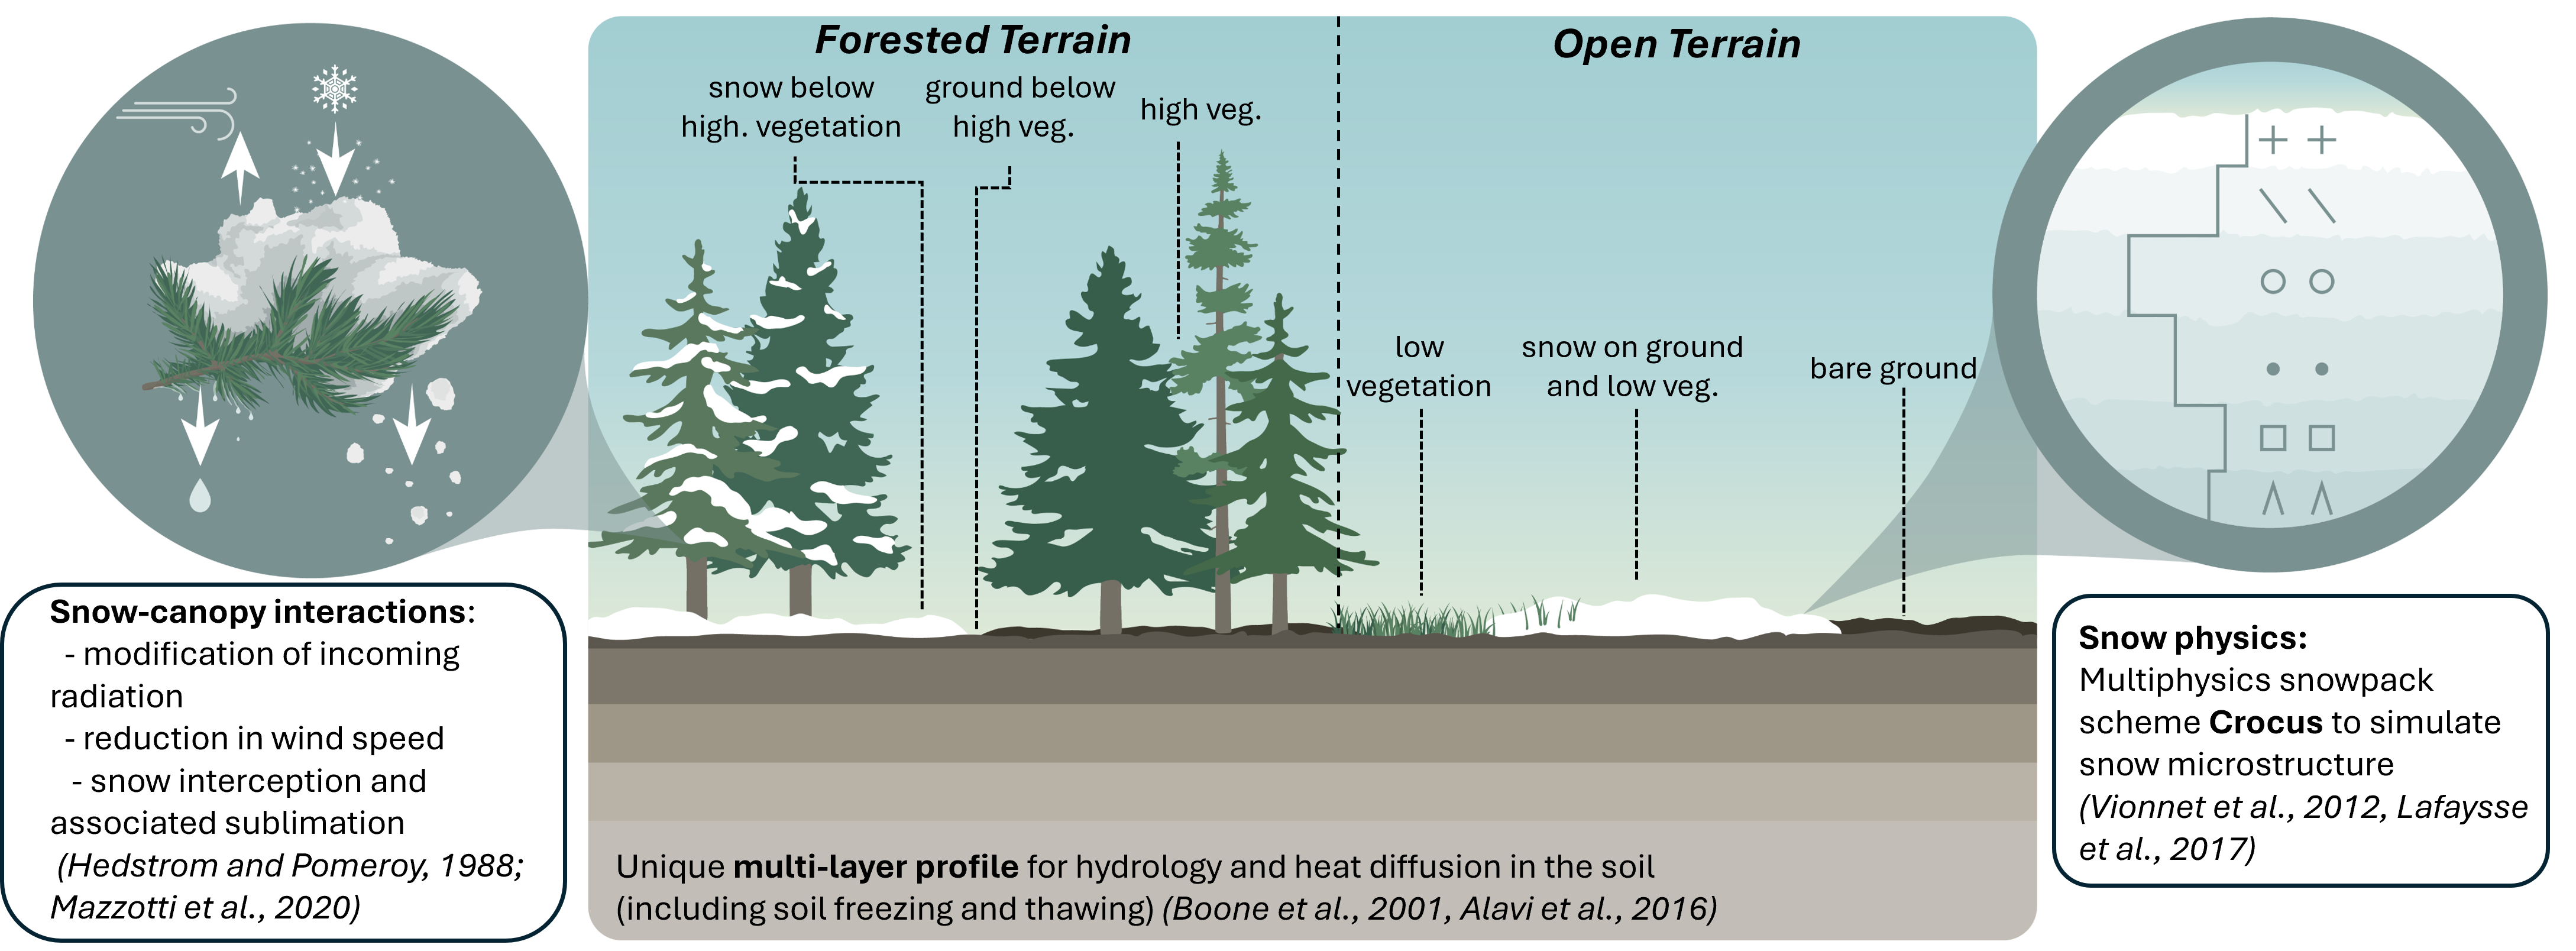 Forested Terrain
Open Terrain
snow below
high. vegetation
ground below
high veg.
high veg.
low
vegetation
snow on ground
and low veg.
bare ground
Snow-canopy interactions:
- modification of incoming
radiation
- reduction in wind speed
- snow interception and
associated sublimation
(Hedstrom and Pomeroy, 1988;
Mazzotti et al., 2020)
Unique multi-layer profile for hydrology and heat diffusion in the soil
(including soil freezing and thawing) (Boone et al., 2001, Alavi et al., 2016)
Snow physics:
Multiphysics snowpack
scheme Crocus to simulate
snow microstructure
(Vionnet et al., 2012, Lafaysse
et al., 2017)